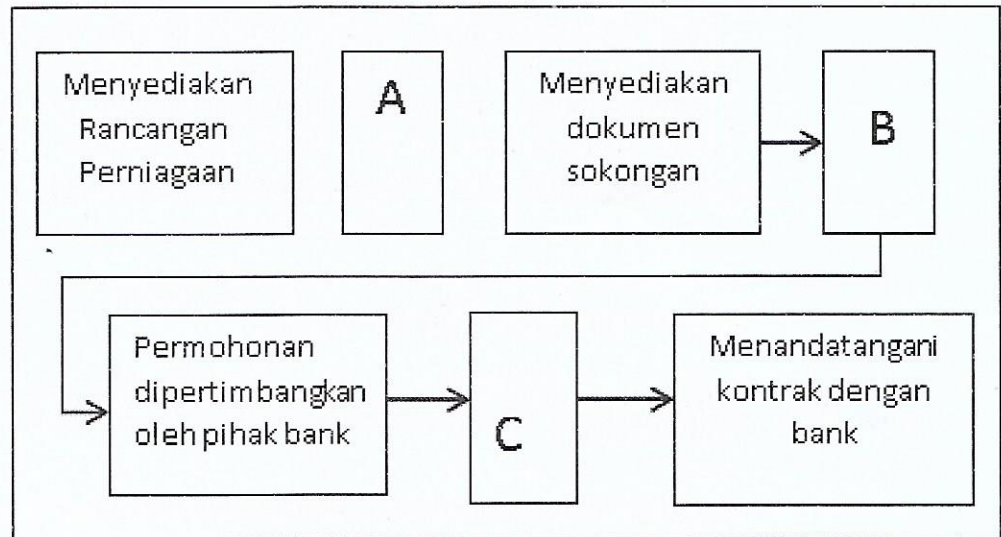 Menyediakan
Rancangan
Perniagaan
A
Menyediakan
dokumen
sokongan
B
Permohonan
dipertimbangkan
oleh pihak bank
C
Menandatangani
kontrak dengan
bank